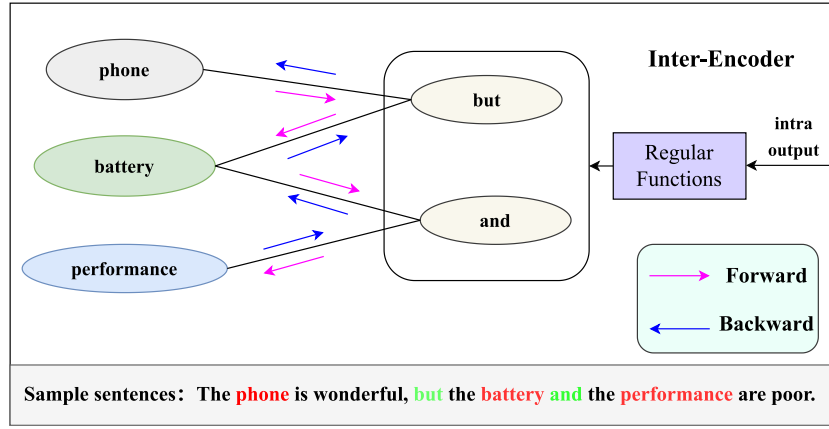 phone
but
Inter-Encoder
intra
output
battery
Regular
Functions
and
performance
Forward
Backward
Sample sentences: The phone is wonderful, but the battery and the performance are poor.